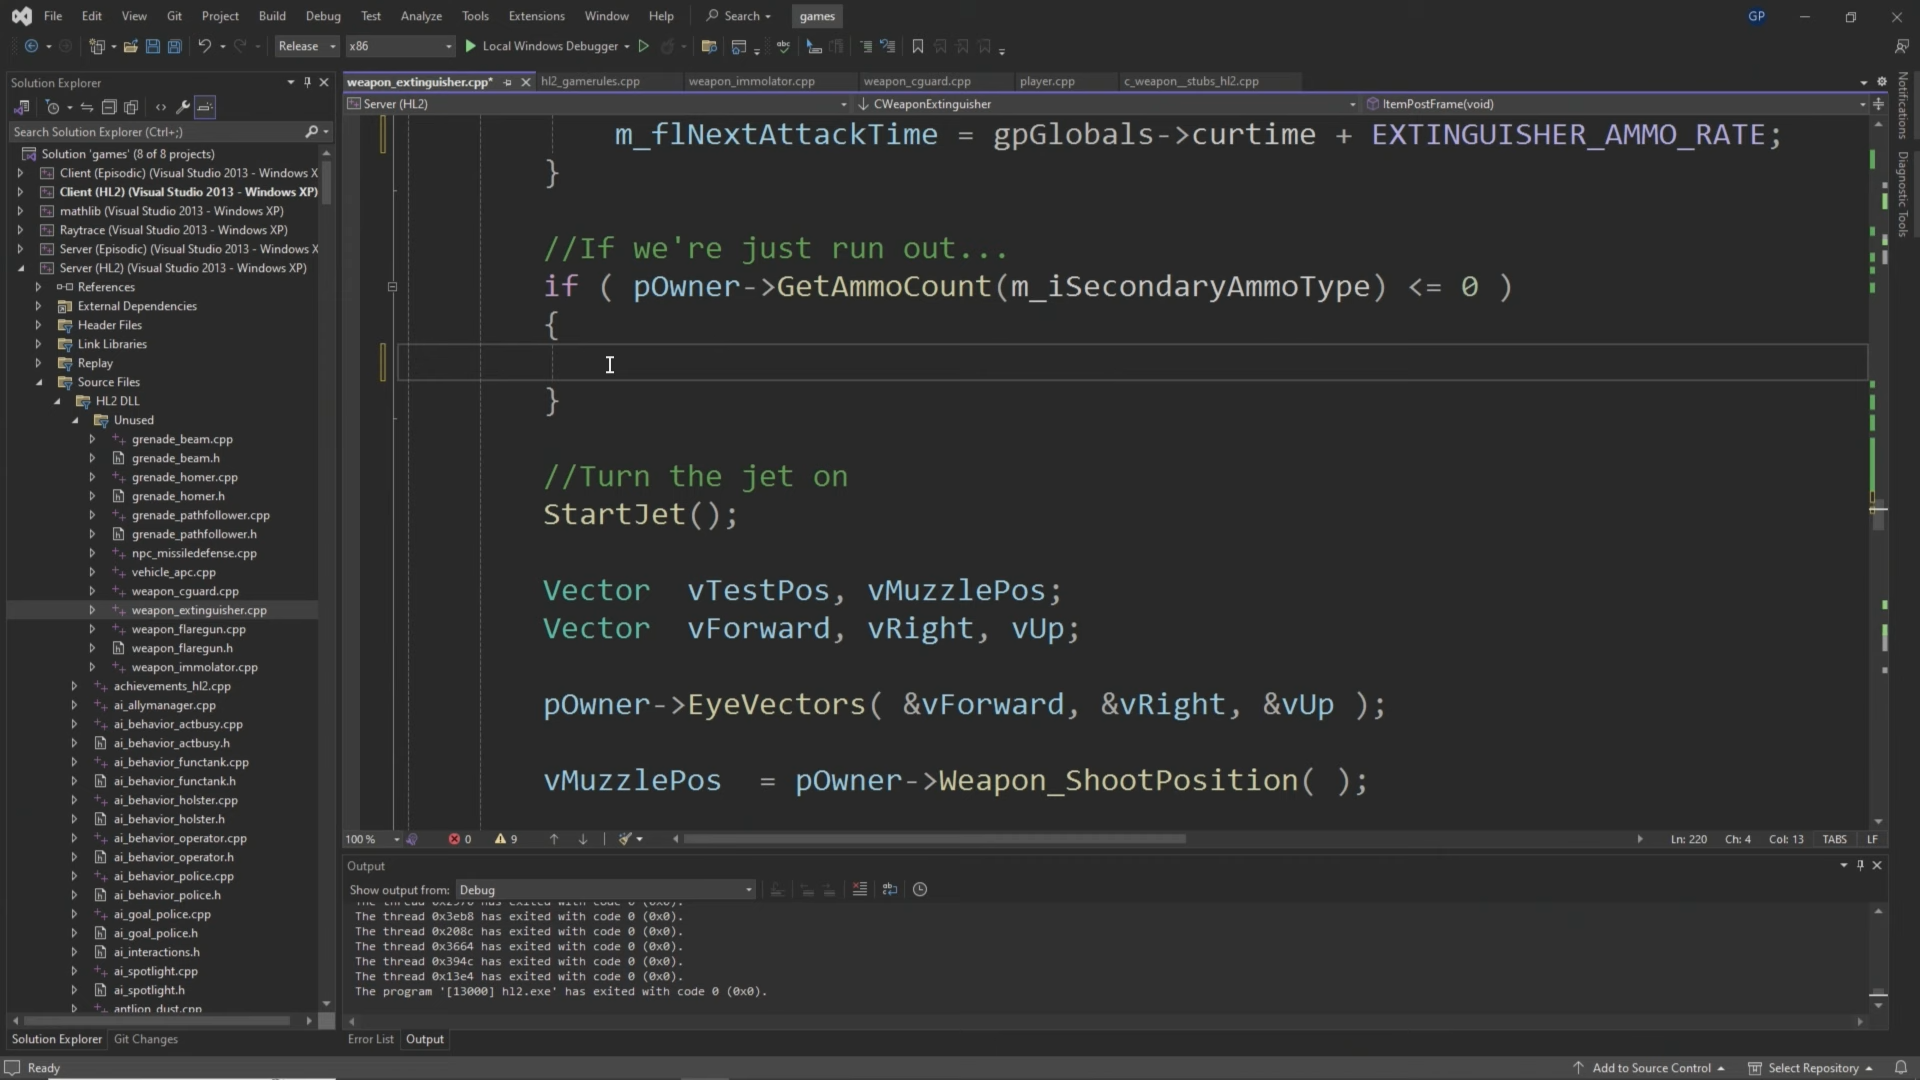 File Edit View Git Project Build Debug Test Analyze Tools Extensions Window Help Search games GP
Release x86 Local Windows Debugger
Solution Explorer
Search Solution Explorer (Ctrl+;)
Solution 'games' (8 of 8 projects)
Client (Episodic) (Visual Studio 2013 - Windows X
Client (HL2) (Visual Studio 2013 - Windows XP)
mathlib (Visual Studio 2013 - Windows XP)
Raytrace (Visual Studio 2013 - Windows XP)
Server (Episodic) (Visual Studio 2013 - Windows X
Server (HL2) (Visual Studio 2013 - Windows XP)
References
External Dependencies
Header Files
Link Libraries
Replay
Source Files
HL2 DLL
Unused
grenade_beam.cpp
grenade_beam.h
grenade_homer.cpp
grenade_homer.h
grenade_pathfollower.cpp
grenade_pathfollower.h
npc_missiledefense.cpp
vehicle_apc.cpp
weapon_cguard.cpp
weapon_extinguisher.cpp
weapon_flaregun.cpp
weapon_flaregun.h
weapon_immolator.cpp
achievements_hl2.cpp
ai_allymanager.cpp
ai_behavior_actbusy.cpp
ai_behavior_actbusy.h
ai_behavior_functank.cpp
ai_behavior_functank.h
ai_behavior_holster.cpp
ai_behavior_holster.h
ai_behavior_operator.cpp
ai_behavior_operator.h
ai_behavior_police.cpp
ai_behavior_police.h
ai_goal_police.cpp
ai_goal_police.h
ai_interactions.h
ai_spotlight.cpp
ai_spotlight.h
antlion_dust.cpp
Solution Explorer Git Changes
weapon_extinguisher.cpp* hl2_gamerules.cpp weapon_immolator.cpp weapon_cguard.cpp player.cpp c_weapon__stubs_hl2.cpp
Server (HL2) CWeaponExtinguisher ItemPostFrame(void)
m_flNextAttackTime = gpGlobals->curtime + EXTINGUISHER_AMMO_RATE;
}
//If we're just run out...
if ( pOwner->GetAmmoCount(m_iSecondaryAmmoType) <= 0 )
{
}
//Turn the jet on
StartJet();
Vector vTestPos, vMuzzlePos;
Vector vForward, vRight, vUp;
pOwner->EyeVectors( &vForward, &vRight, &vUp );
vMuzzlePos = pOwner->Weapon_ShootPosition( );
100 % 0 9 Ln: 220 Ch: 4 Col: 13 TABS LF
Output
Show output from: Debug
The thread 0x3eb8 has exited with code 0 (0x0).
The thread 0x208c has exited with code 0 (0x0).
The thread 0x3664 has exited with code 0 (0x0).
The thread 0x394c has exited with code 0 (0x0).
The thread 0x13e4 has exited with code 0 (0x0).
The program '[13000] hl2.exe' has exited with code 0 (0x0).
Error List Output
Notifications
Diagnostic Tools
Ready Add to Source Control Select Repository